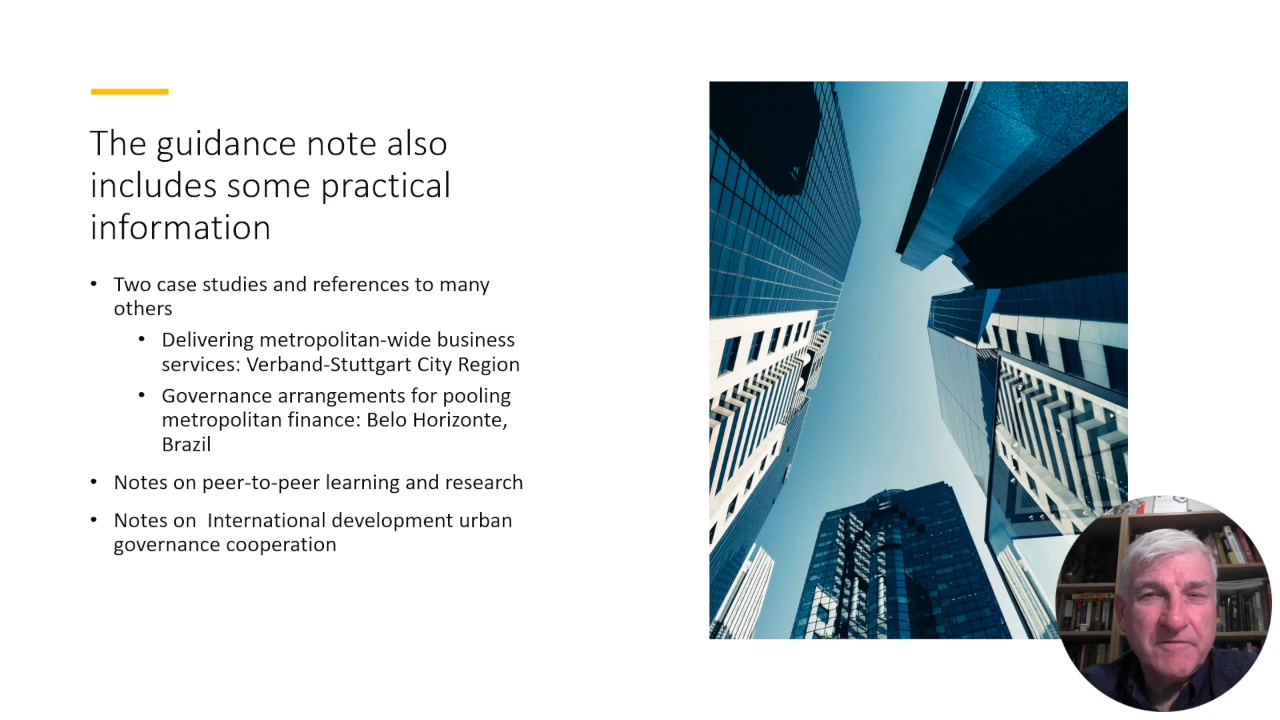 The guidance note also
includes some practical
information
• Two case studies and references to many
others
• Delivering metropolitan-wide business
services: Verband-Stuttgart City Region
• Governance arrangements for pooling
metropolitan finance: Belo Horizonte,
Brazil
• Notes on peer-to-peer learning and research
• Notes on  International development urban
governance cooperation